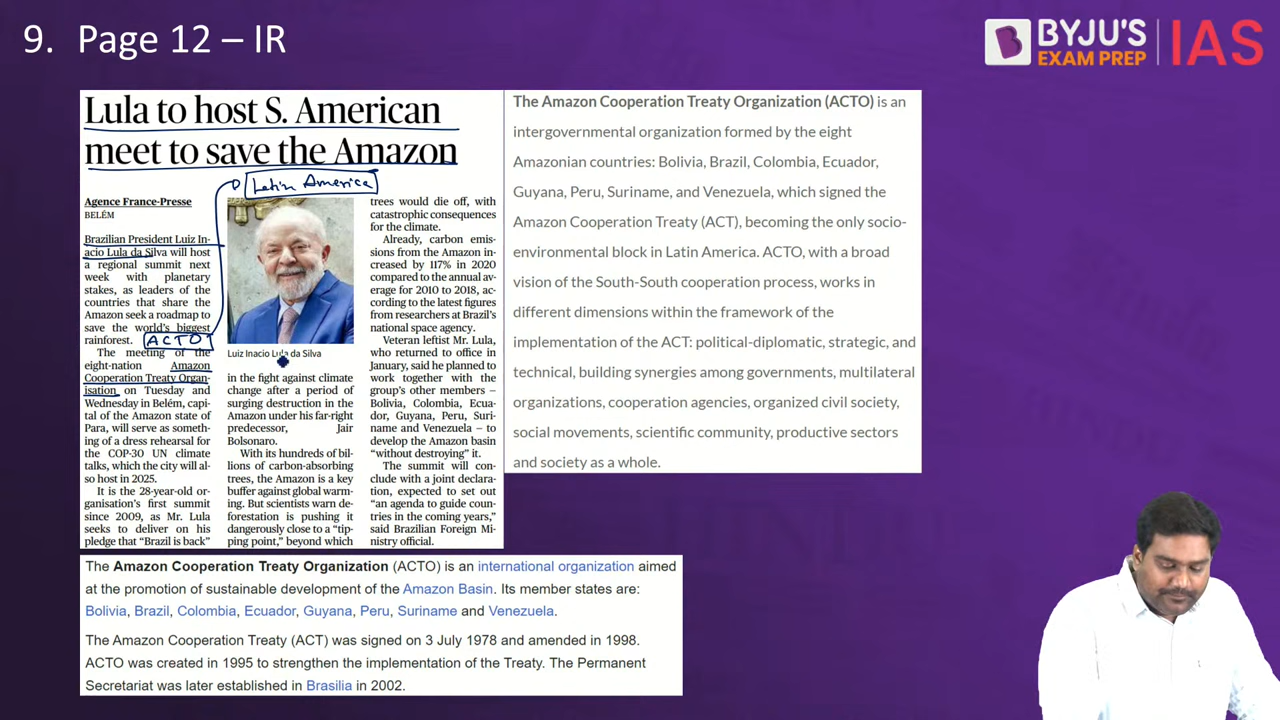 9. Page 12 – IR
BYJU'S
EXAM PREP
IAS
Lula to host S. American
meet to save the Amazon
Latin America
Agence France-Presse
BELÉM
Brazilian President Luiz In-
acio Lula da Silva will host
a regional summit next
week with planetary
stakes, as leaders of the
countries that share the
Amazon seek a roadmap to
save the world's biggest
rainforest.
ACTO
The meeting of the
eight-nation Amazon
Cooperation Treaty Organ-
isation on Tuesday and
Wednesday in Belém, capi-
tal of the Amazon state of
Para, will serve as someth-
ing of a dress rehearsal for
the COP-30 UN climate
talks, which the city will al-
so host in 2025.
It is the 28-year-old or-
ganisation's first summit
since 2009, as Mr. Lula
seeks to deliver on his
pledge that "Brazil is back"
Luiz Inacio Lula da Silva
in the fight against climate
change after a period of
surging destruction in the
Amazon under his far-right
predecessor, Jair
Bolsonaro.
With its hundreds of bil-
lions of carbon-absorbing
trees, the Amazon is a key
buffer against global warm-
ing. But scientists warn de-
forestation is pushing it
dangerously close to a "tip-
ping point," beyond which
trees would die off, with
catastrophic consequences
for the climate.
Already, carbon emis-
sions from the Amazon in-
creased by 117% in 2020
compared to the annual av-
erage for 2010 to 2018, ac-
cording to the latest figures
from researchers at Brazil's
national space agency.
Veteran leftist Mr. Lula,
who returned to office in
January, said he planned to
work together with the
group's other members –
Bolivia, Colombia, Ecua-
dor, Guyana, Peru, Suri-
name and Venezuela – to
develop the Amazon basin
"without destroying" it.
The summit will con-
clude with a joint declara-
tion, expected to set out
"an agenda to guide coun-
tries in the coming years,"
said Brazilian Foreign Mi-
nistry official.
The Amazon Cooperation Treaty Organization (ACTO) is an
intergovernmental organization formed by the eight
Amazonian countries: Bolivia, Brazil, Colombia, Ecuador,
Guyana, Peru, Suriname, and Venezuela, which signed the
Amazon Cooperation Treaty (ACT), becoming the only socio-
environmental block in Latin America. ACTO, with a broad
vision of the South-South cooperation process, works in
different dimensions within the framework of the
implementation of the ACT: political-diplomatic, strategic, and
technical, building synergies among governments, multilateral
organizations, cooperation agencies, organized civil society,
social movements, scientific community, productive sectors
and society as a whole.
The Amazon Cooperation Treaty Organization (ACTO) is an international organization aimed
at the promotion of sustainable development of the Amazon Basin. Its member states are:
Bolivia, Brazil, Colombia, Ecuador, Guyana, Peru, Suriname and Venezuela.
The Amazon Cooperation Treaty (ACT) was signed on 3 July 1978 and amended in 1998.
ACTO was created in 1995 to strengthen the implementation of the Treaty. The Permanent
Secretariat was later established in Brasilia in 2002.